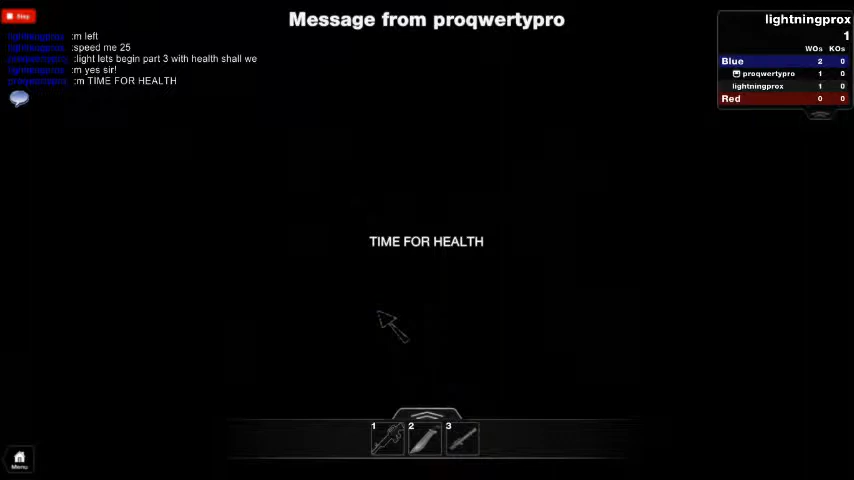 Stop
Message from proqwertypro
lightningprox
1
WOs KOs
Blue 2 0
proqwertypro 1 0
lightningprox 1 0
Red 0 0
lightningprox :m left
lightningprox :speed me 25
proqwertypro :light lets begin part 3 with health shall we
lightningprox :m yes sir!
proqwertypro :m TIME FOR HEALTH
TIME FOR HEALTH
1 2 3
Menu